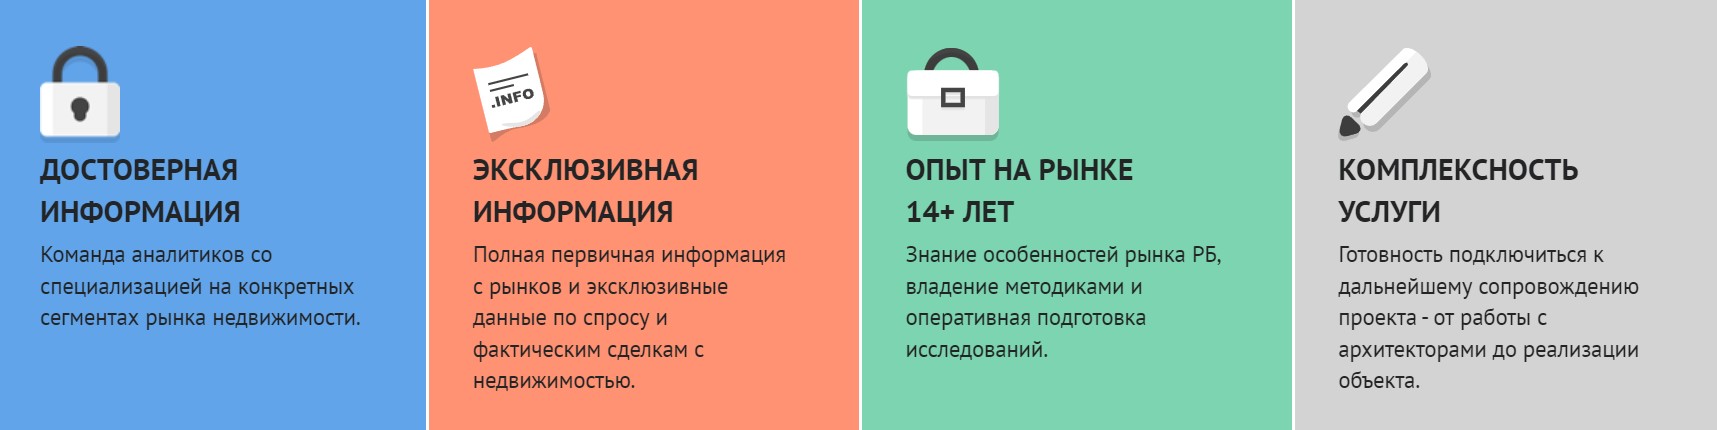 ДОСТОВЕРНАЯ
ИНФОРМАЦИЯ
Команда аналитиков со
специализацией на конкретных
сегментах рынка недвижимости.
.INFO
ЭКСКЛЮЗИВНАЯ
ИНФОРМАЦИЯ
Полная первичная информация
с рынков и эксклюзивные
данные по спросу и
фактическим сделкам с
недвижимостью.
ОПЫТ НА РЫНКЕ
14+ ЛЕТ
Знание особенностей рынка РБ,
владение методиками и
оперативная подготовка
исследований.
КОМПЛЕКСНОСТЬ
УСЛУГИ
Готовность подключиться к
дальнейшему сопровождению
проекта - от работы с
архитекторами до реализации
объекта.